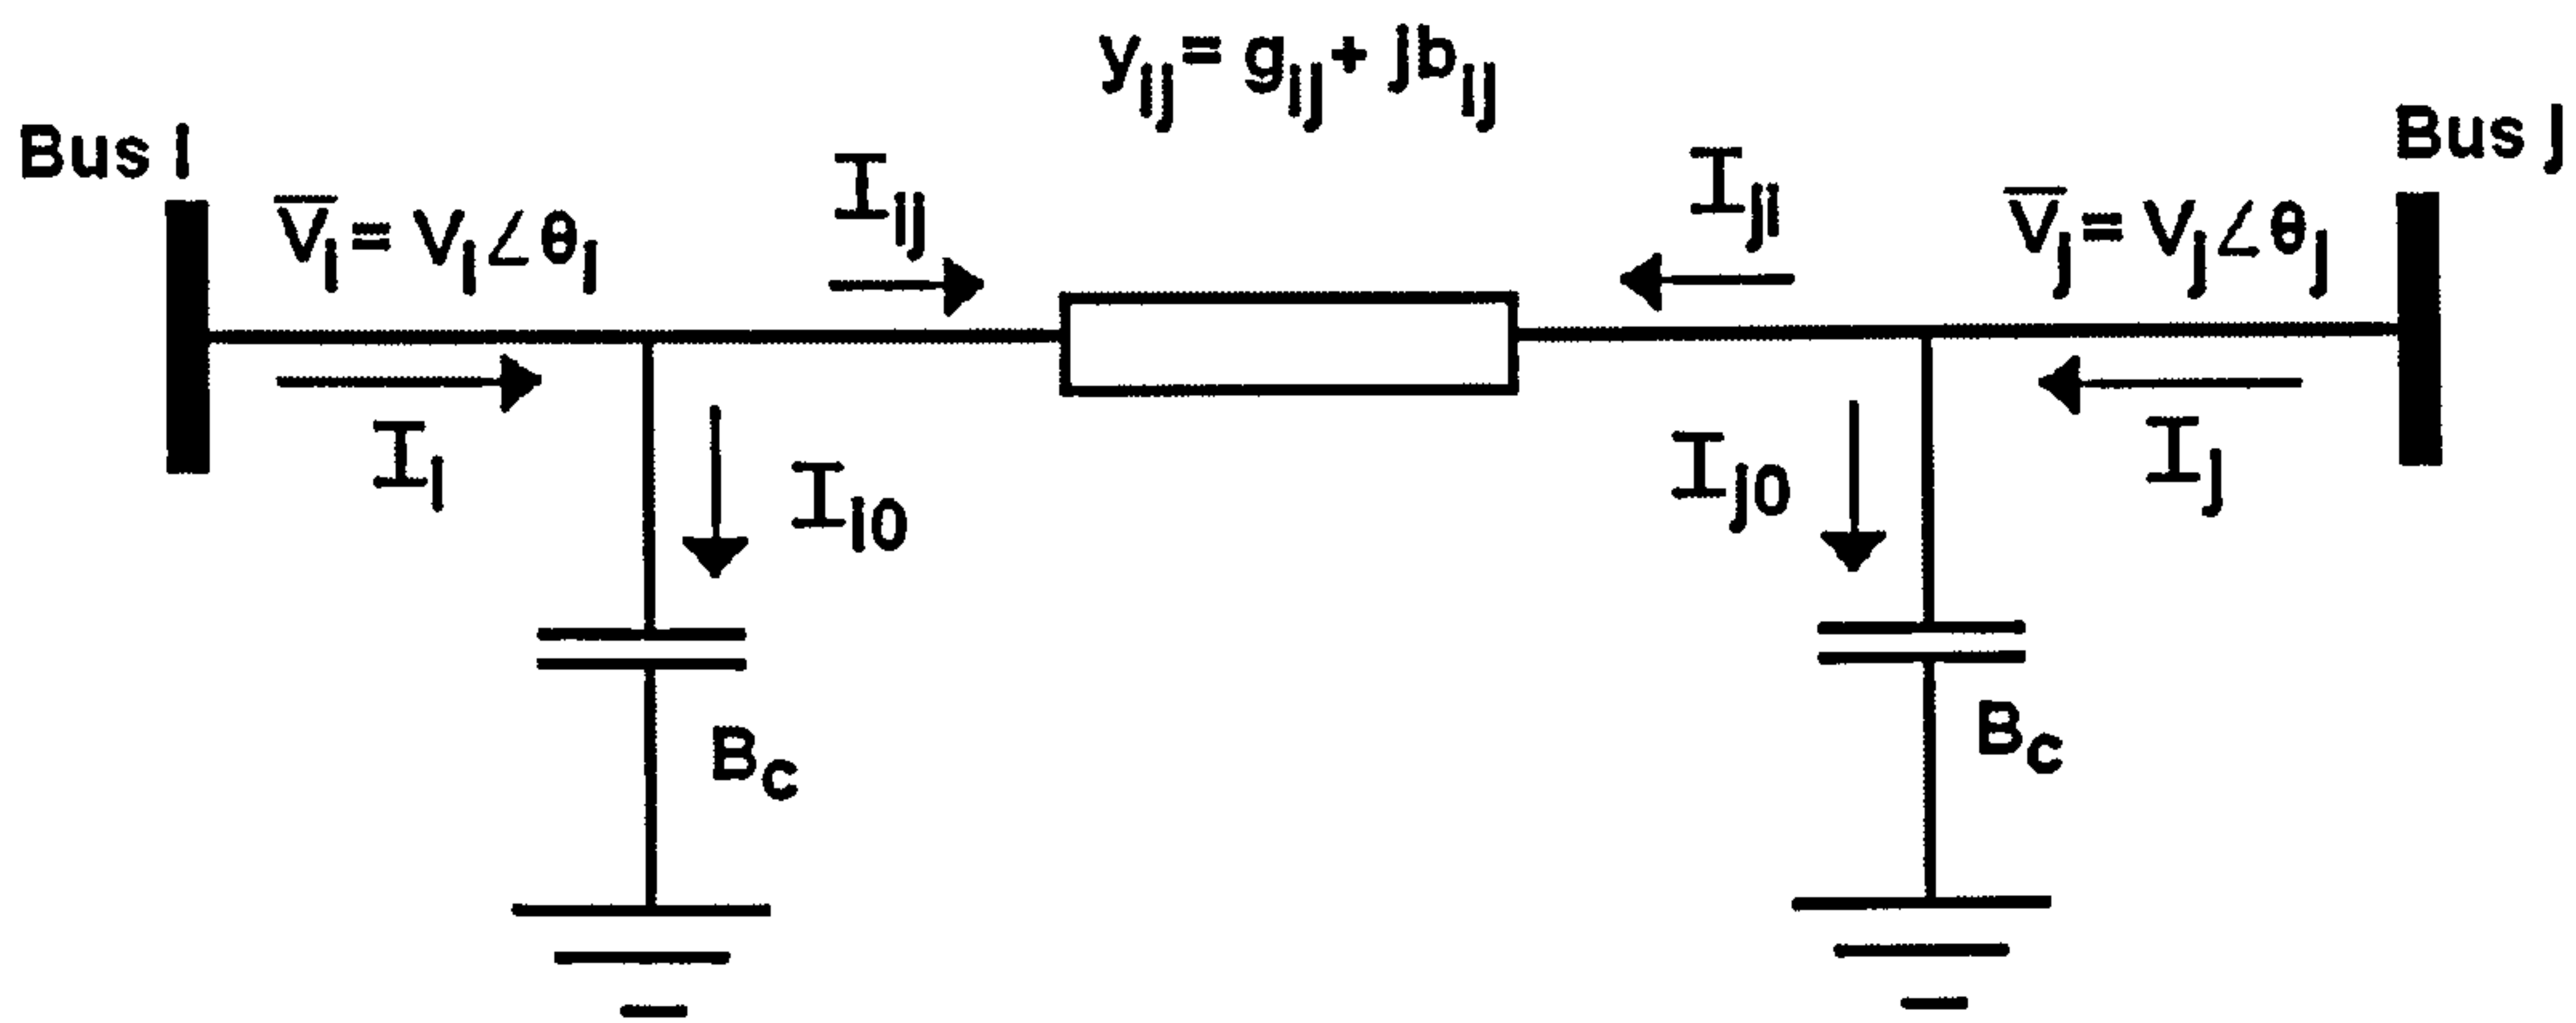 y_ij = g_ij + jb_ij
Bus i
Bus j
V̅_i = V_i∠θ_i
I_ij
I_ji
V̅_j = V_j∠θ_j
I_i
I_i0
I_j0
I_j
B_c
B_c